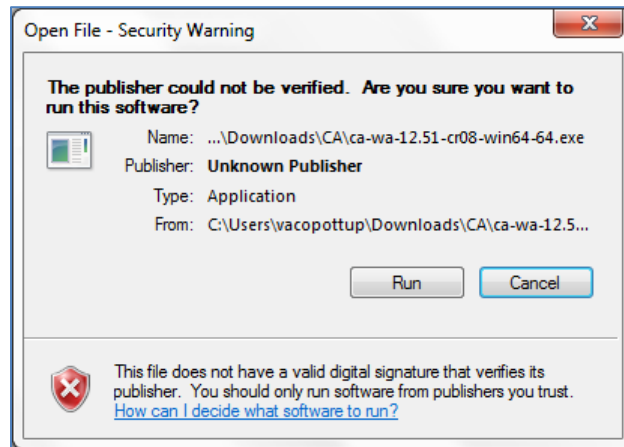 Open File - Security Warning
The publisher could not be verified. Are you sure you want to
run this software?
Name: ...\Downloads\CA\ca-wa-12.51-cr08-win64-64.exe
Publisher: Unknown Publisher
Type: Application
From: C:\Users\vacopottup\Downloads\CA\ca-wa-12.5...
Run Cancel
This file does not have a valid digital signature that verifies its
publisher. You should only run software from publishers you trust.
How can I decide what software to run?